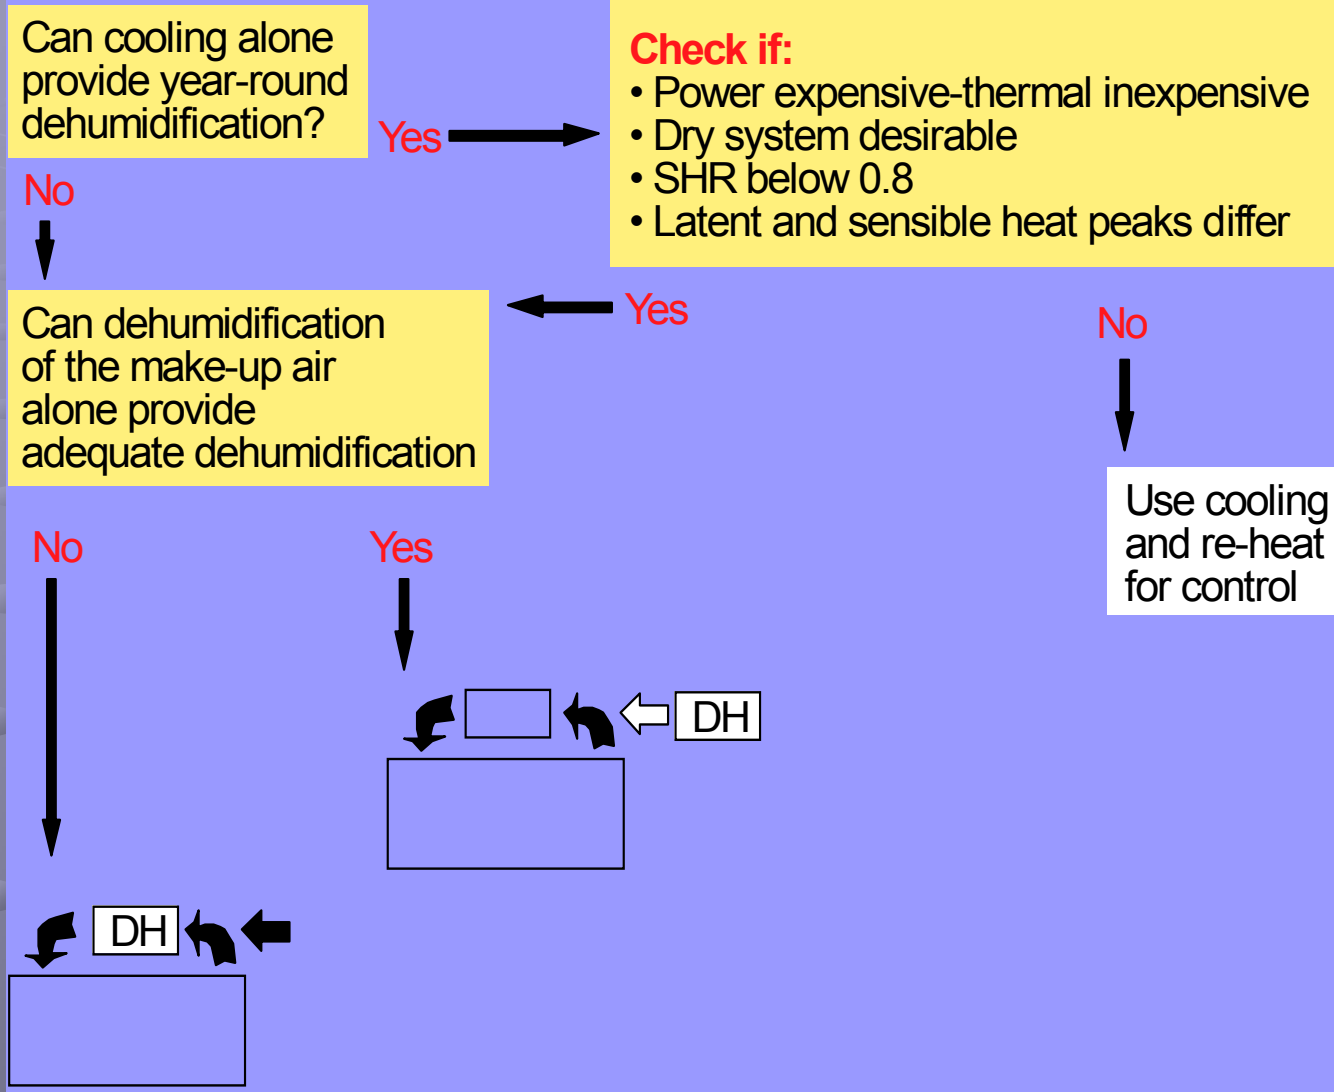 Can cooling alone
provide year-round
dehumidification?
Yes
Check if:
• Power expensive-thermal inexpensive
• Dry system desirable
• SHR below 0.8
• Latent and sensible heat peaks differ
No
Can dehumidification
of the make-up air
alone provide
adequate dehumidification
Yes
No
Use cooling
and re-heat
for control
No
Yes
DH
DH